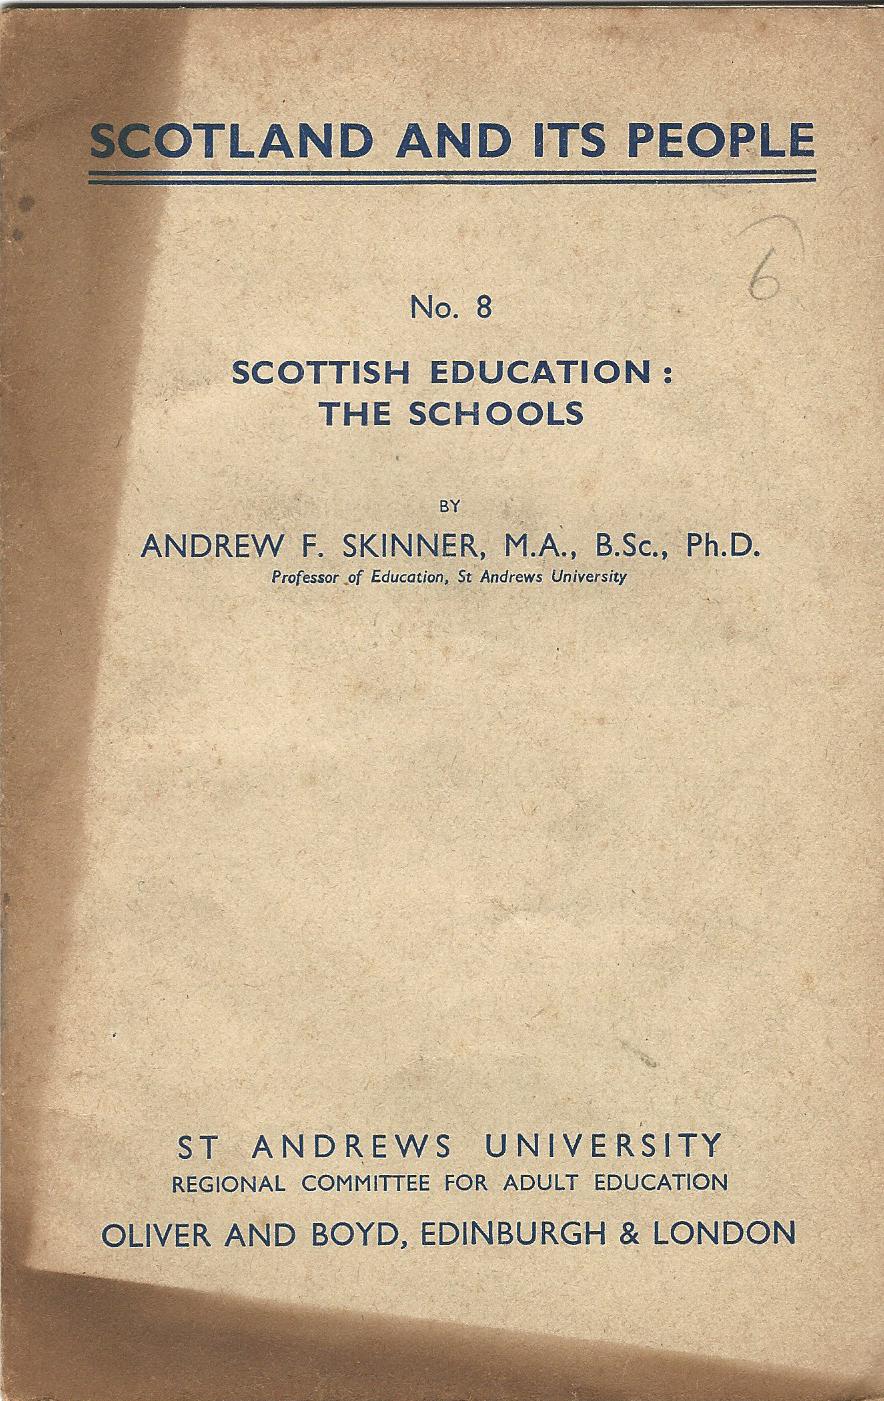 SCOTLAND AND ITS PEOPLE
6
No. 8
SCOTTISH EDUCATION :
THE SCHOOLS
BY
ANDREW F. SKINNER, M.A., B.Sc., Ph.D.
Professor of Education, St Andrews University
ST ANDREWS UNIVERSITY
REGIONAL COMMITTEE FOR ADULT EDUCATION
OLIVER AND BOYD, EDINBURGH & LONDON